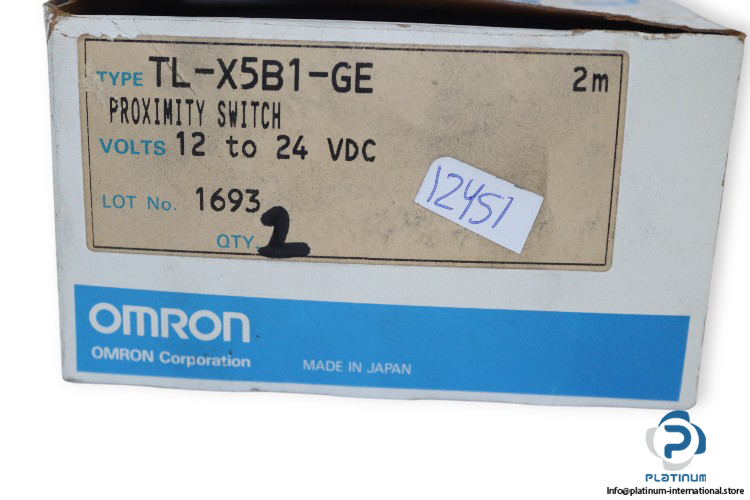 TYPE TL-X5B1-GE 2m
PROXIMITY SWITCH
VOLTS 12 to 24 VDC
12451
LOT No. 1693
QTY. 2
OMRON
OMRON Corporation
MADE IN JAPAN
PLATINUM
Info@platinum-international.store